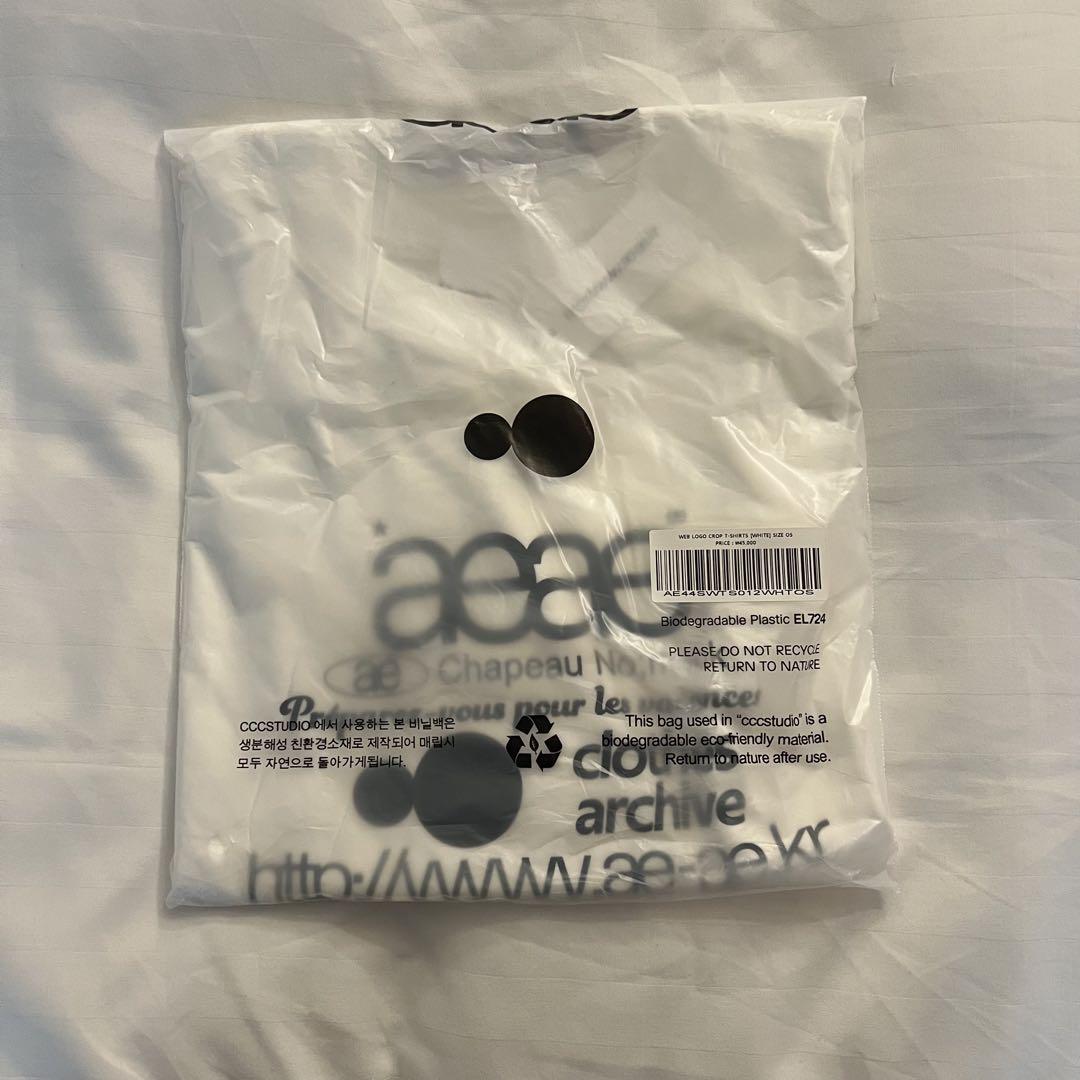 aeae
WEB LOGO CROP T-SHIRTS [WHITE] SIZE OS
PRICE : ₩45,000
AE44SWTS012WHTOS
Biodegradable Plastic EL724
PLEASE DO NOT RECYCLE
RETURN TO NATURE
ae Chapeau
Préparez-vous pour les vacances
CCCSTUDIO 에서 사용하는 본 비닐백은
생분해성 친환경소재로 제작되어 매립시
모두 자연으로 돌아가게됩니다.
This bag used in “cccstudio” is a
biodegradable eco-friendly material.
Return to nature after use.
clothes
archive
http://www.ae-ae.kr